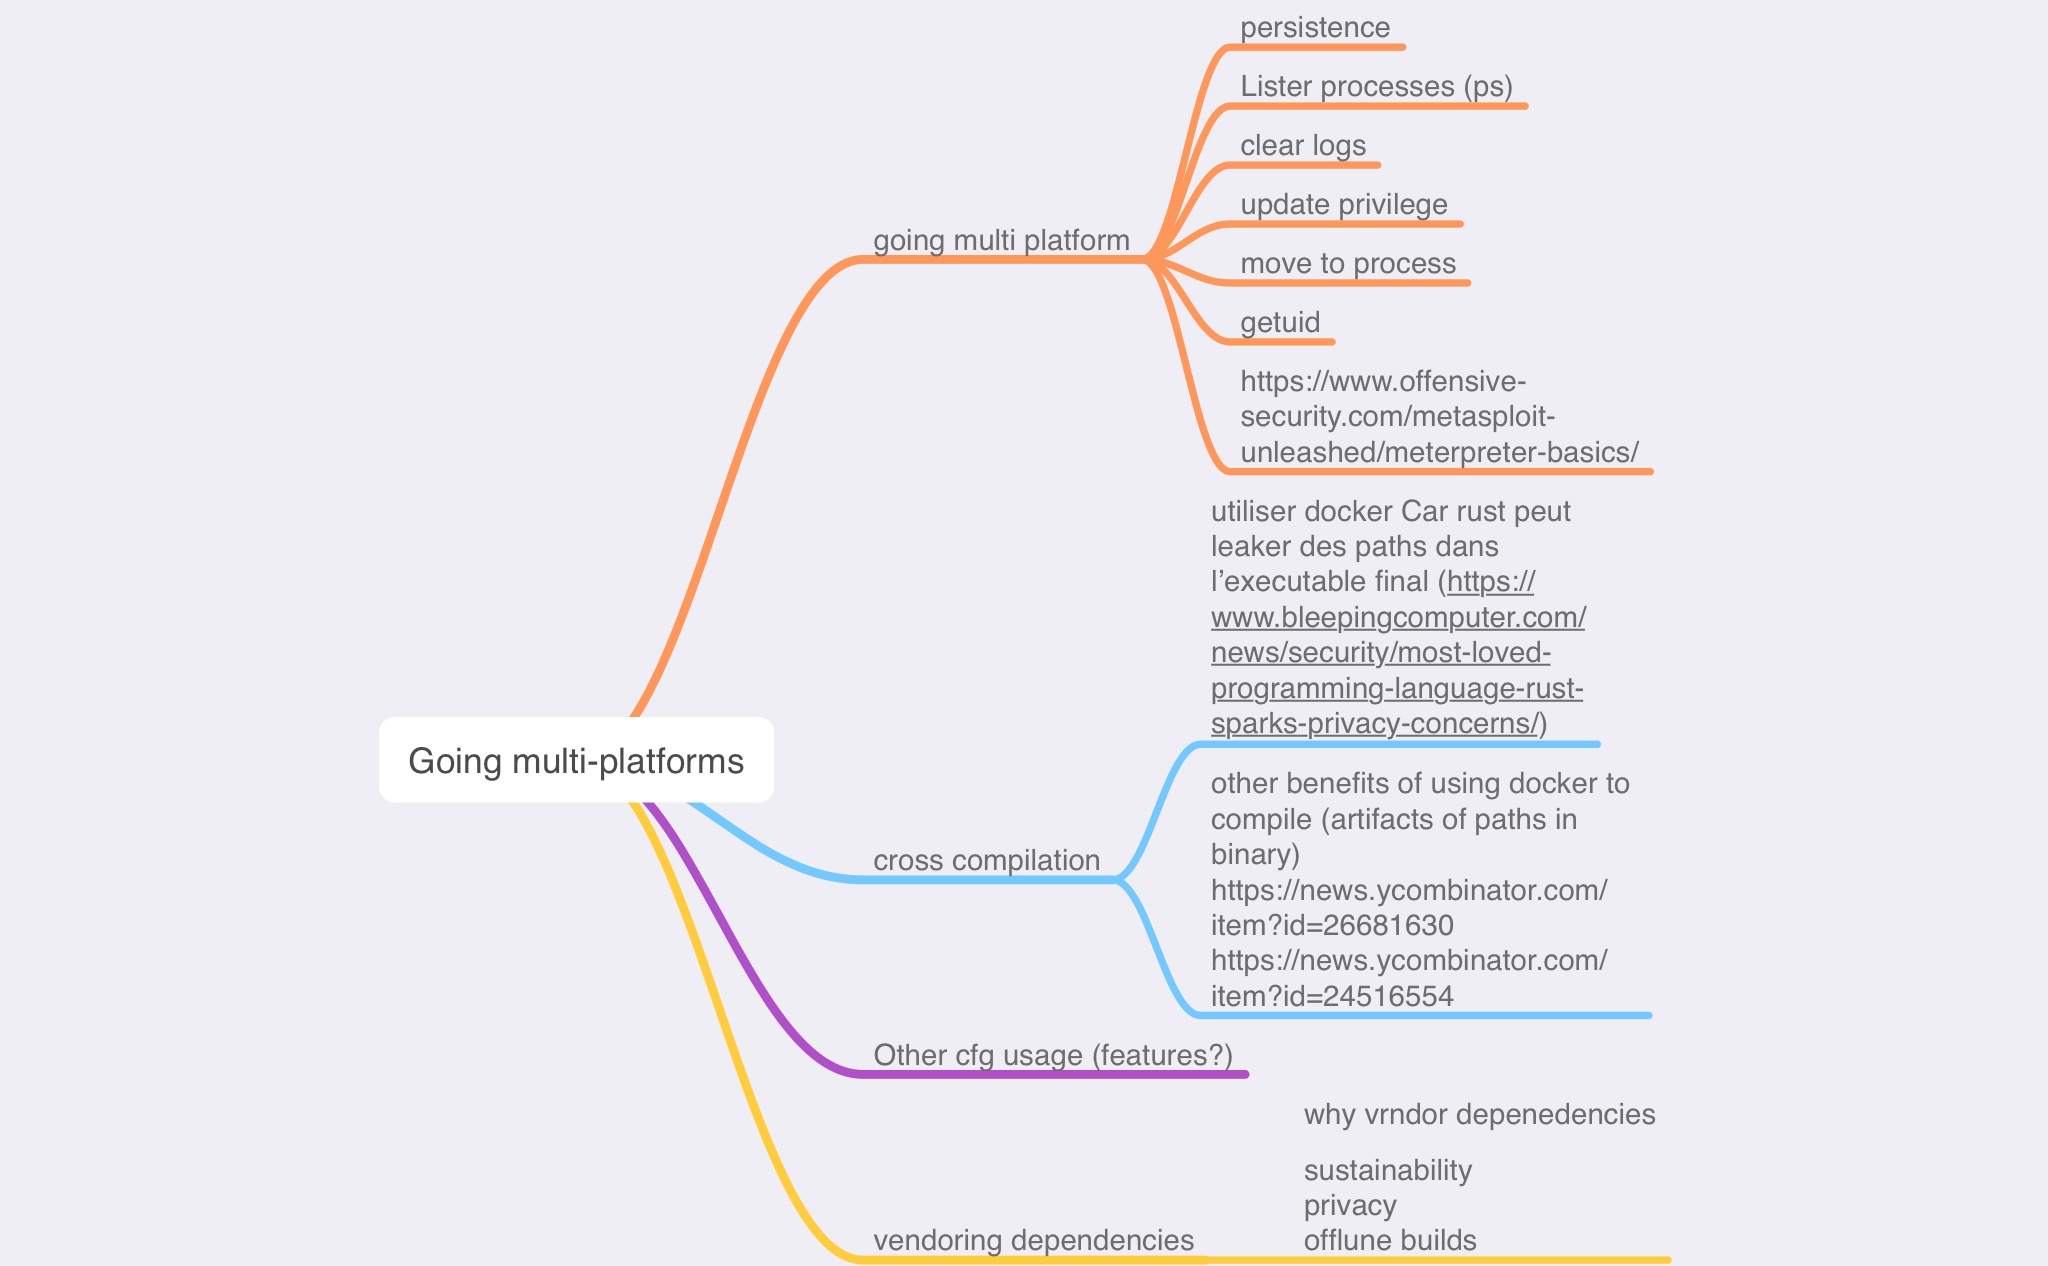 persistence
Lister processes (ps)
clear logs
update privilege
going multi platform
move to process
getuid
https://www.offensive-
security.com/metasploit-
unleashed/meterpreter-basics/
utiliser docker Car rust peut
leaker des paths dans
l’executable final (https://
www.bleepingcomputer.com/
news/security/most-loved-
programming-language-rust-
sparks-privacy-concerns/)
Going multi-platforms
other benefits of using docker to
compile (artifacts of paths in
binary)
https://news.ycombinator.com/
item?id=26681630
https://news.ycombinator.com/
item?id=24516554
cross compilation
Other cfg usage (features?)
why vrndor depenedencies
sustainability
privacy
offlune builds
vendoring dependencies